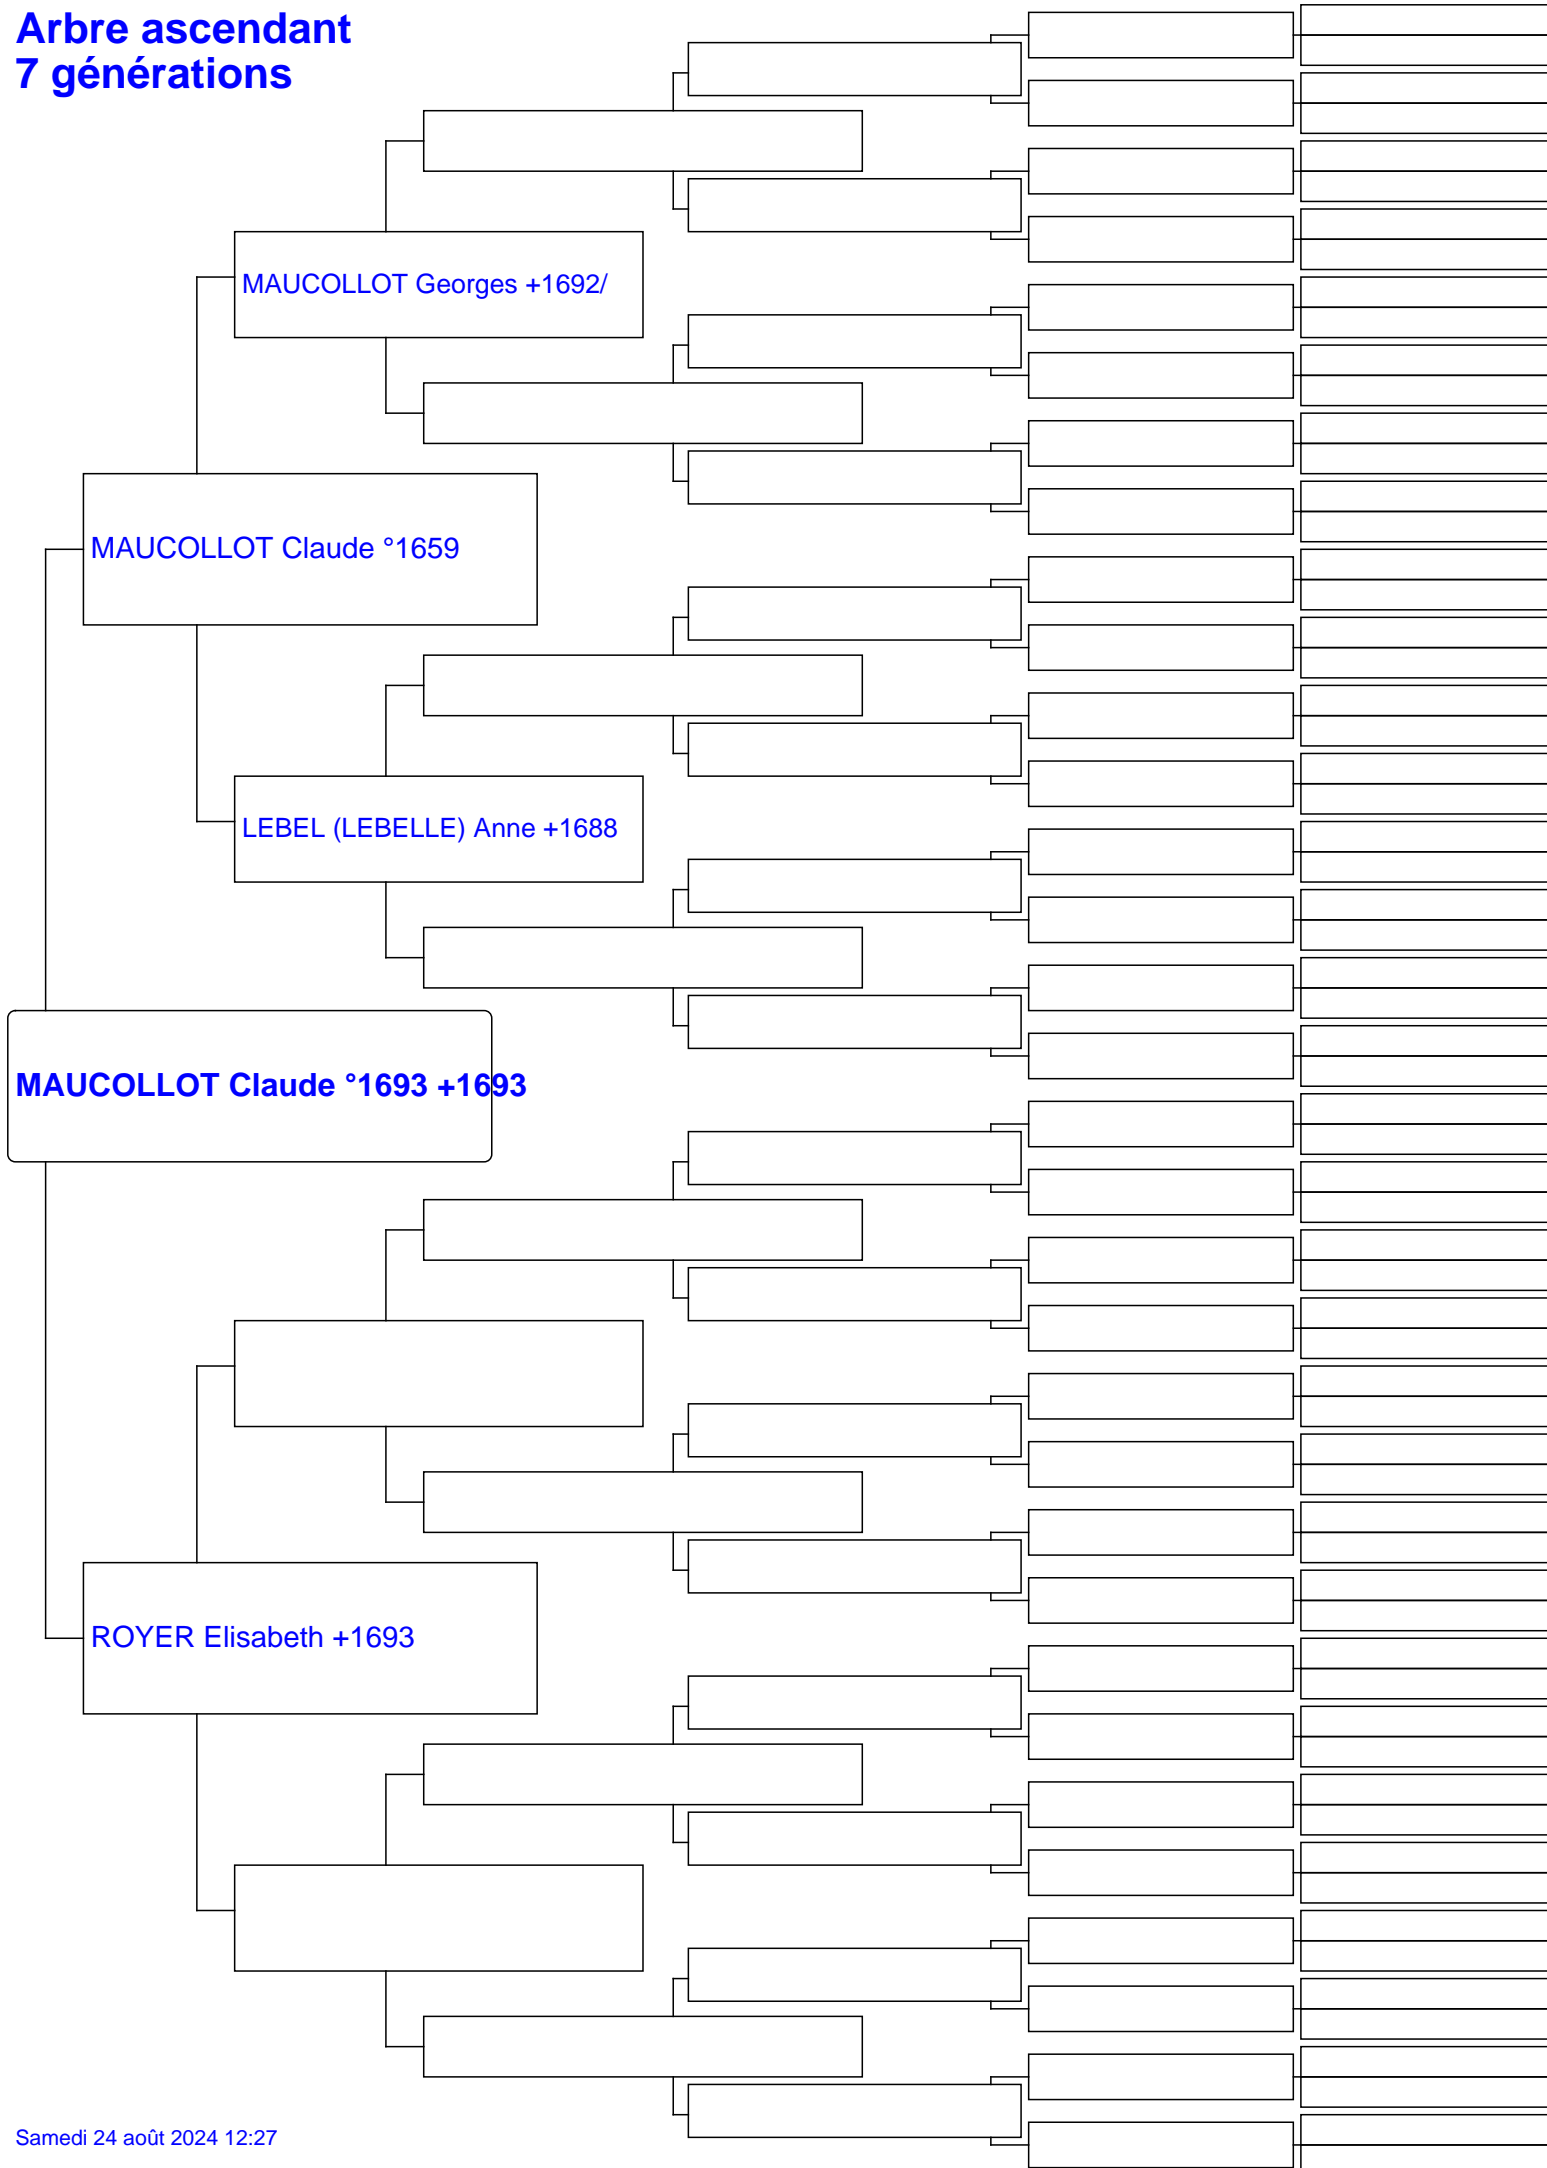 Arbre ascendant
7 générations
MAUCOLLOT Georges +1692/
MAUCOLLOT Claude °1659
LEBEL (LEBELLE) Anne +1688
MAUCOLLOT Claude °1693 +1693
ROYER Elisabeth +1693
Samedi 24 août 2024 12:27